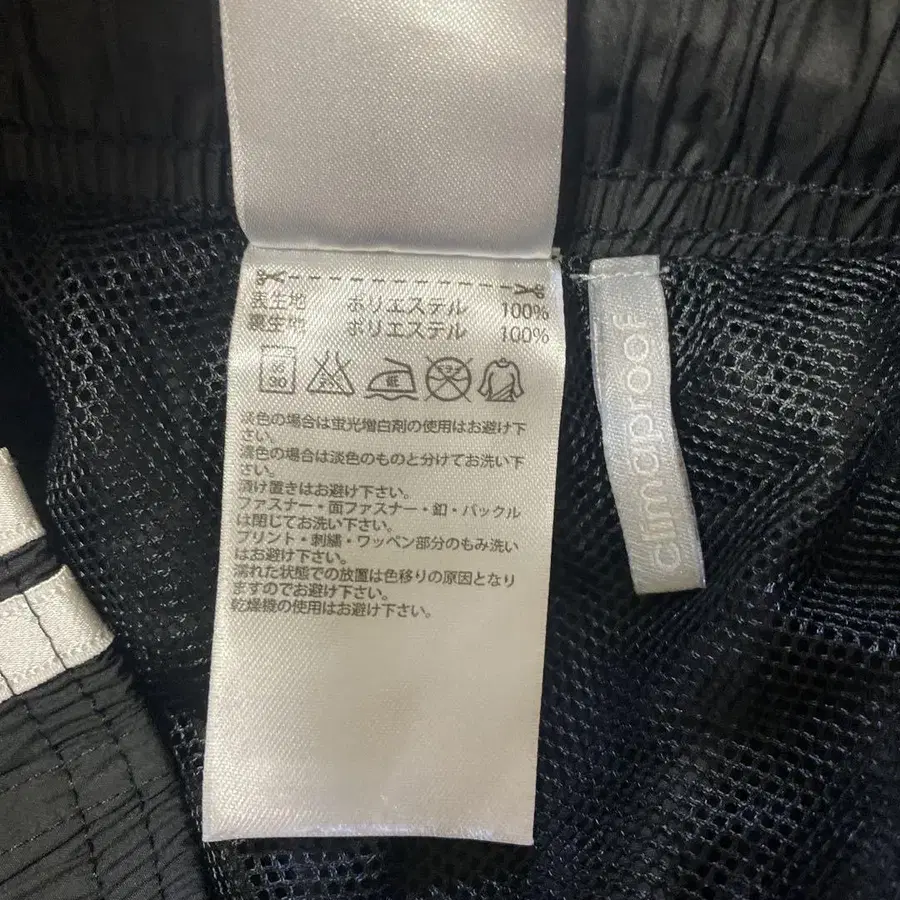 表生地 ポリエステル 100%
裏生地 ポリエステル 100%
淡色の場合は蛍光増白剤の使用はお避け下
さい。
濃色の場合は淡色のものと分けてお洗い下
さい。
漬け置きはお避け下さい。
ファスナー・面ファスナー・釦・バックル
は閉じてお洗い下さい。
プリント・刺繍・ワッペン部分のもみ洗い
はお避け下さい。
濡れた状態での放置は色移りの原因となり
ますのでお避け下さい。
乾燥機の使用はお避け下さい。
climaproof